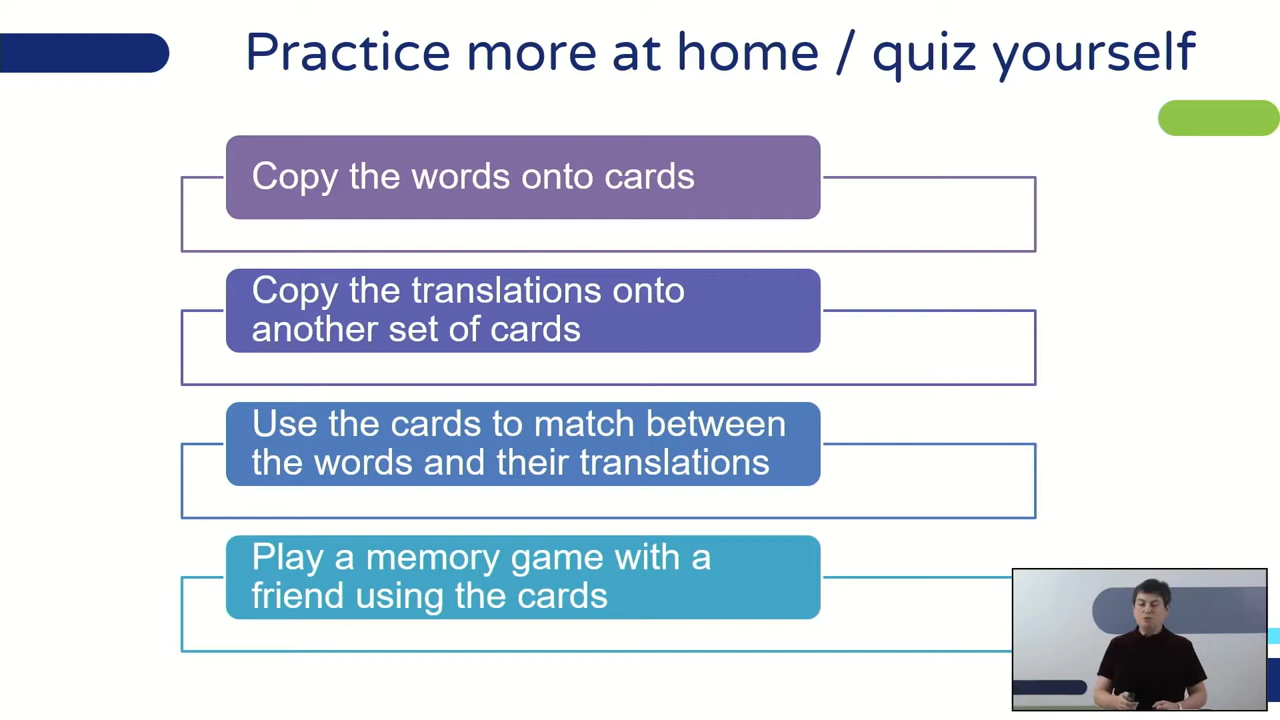 Practice more at home / quiz yourself
Copy the words onto cards
Copy the translations onto
another set of cards
Use the cards to match between
the words and their translations
Play a memory game with a
friend using the cards